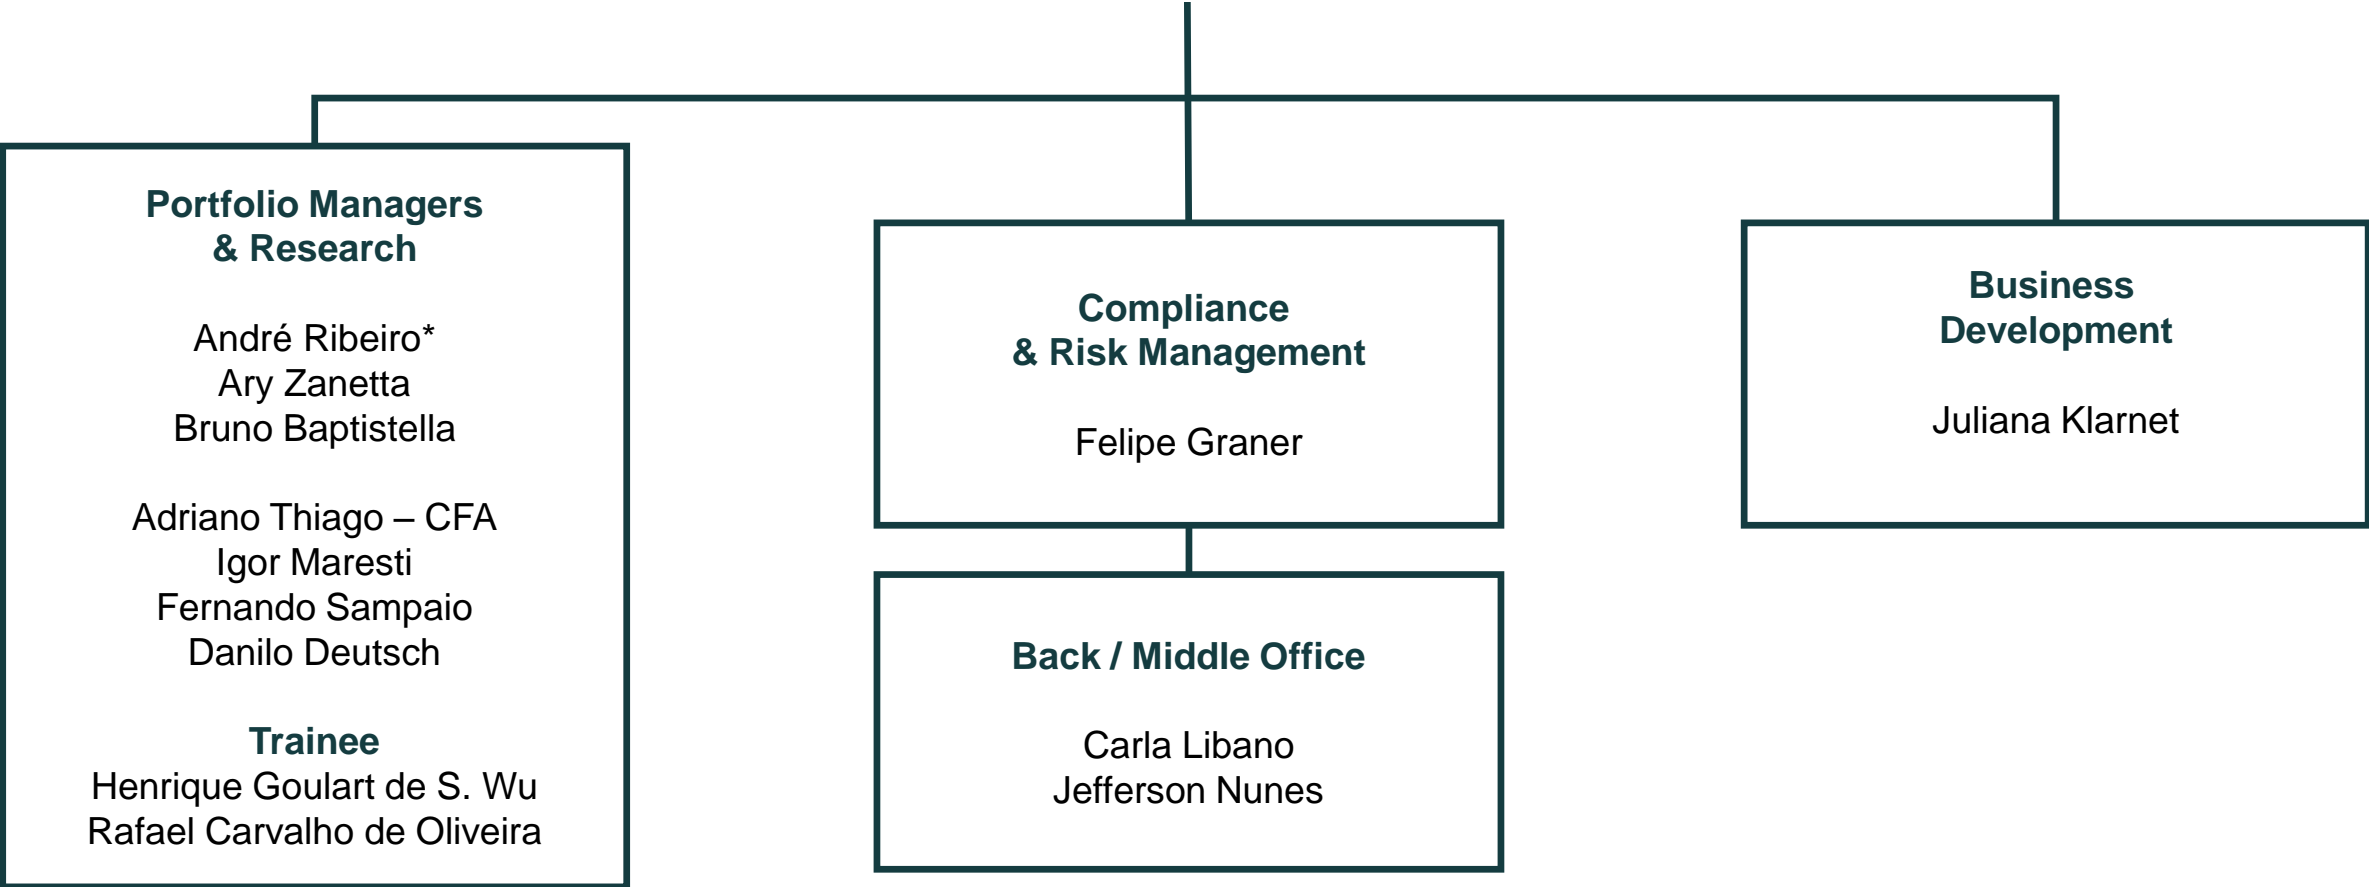 Portfolio Managers
& Research
André Ribeiro*
Ary Zanetta
Bruno Baptistella
Adriano Thiago – CFA
Igor Maresti
Fernando Sampaio
Danilo Deutsch
Trainee
Henrique Goulart de S. Wu
Rafael Carvalho de Oliveira
Compliance
& Risk Management
Felipe Graner
Back / Middle Office
Carla Libano
Jefferson Nunes
Business
Development
Juliana Klarnet